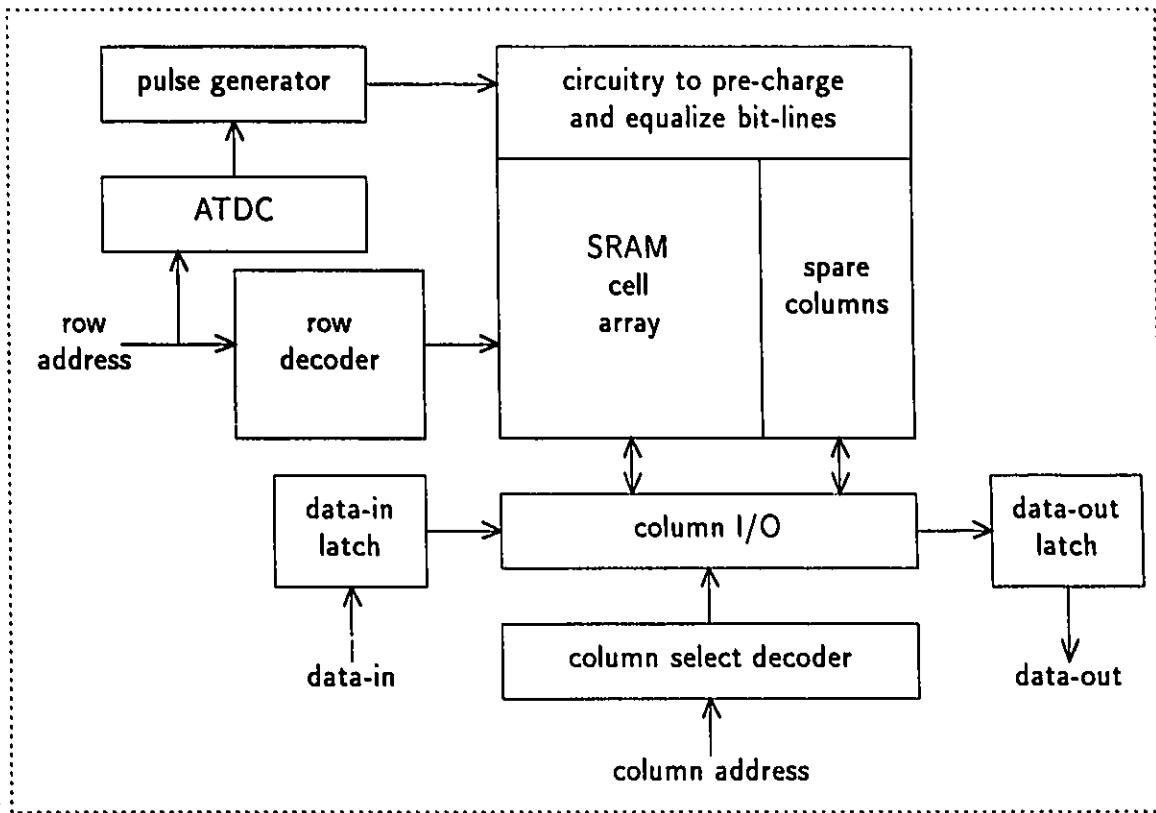 pulse generator
circuitry to pre-charge
and equalize bit-lines
ATDC
SRAM
cell
array
spare
columns
row
address
row
decoder
data-in
latch
column I/O
data-out
latch
data-in
column select decoder
data-out
column address